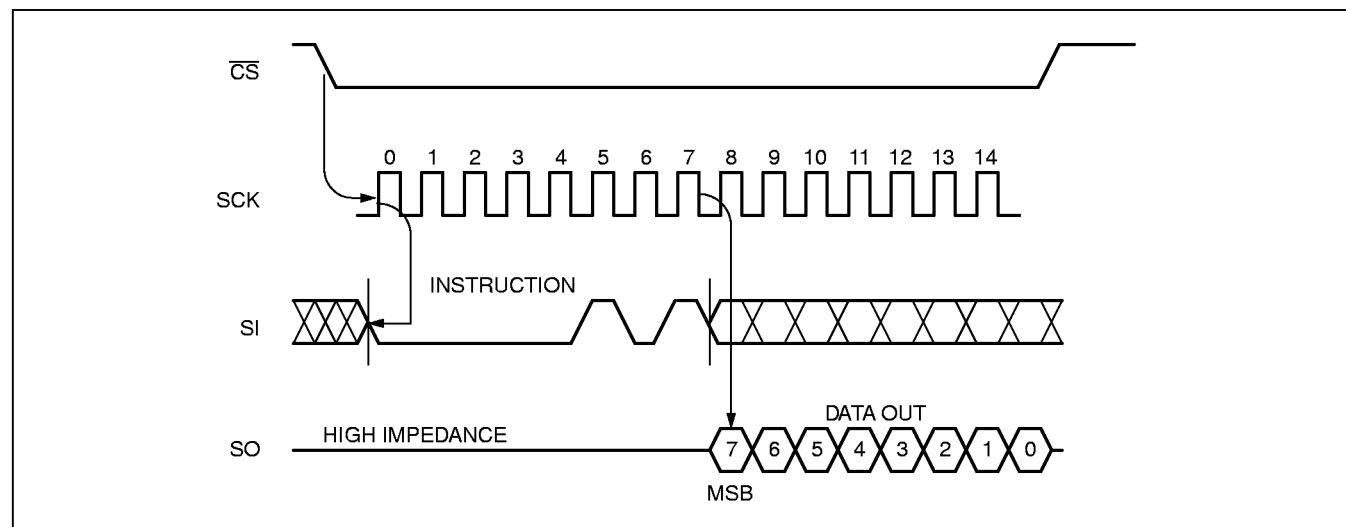 CS
0 1 2 3 4 5 6 7 8 9 10 11 12 13 14
SCK
INSTRUCTION
SI
DATA OUT
HIGH IMPEDANCE
SO
7 6 5 4 3 2 1 0
MSB